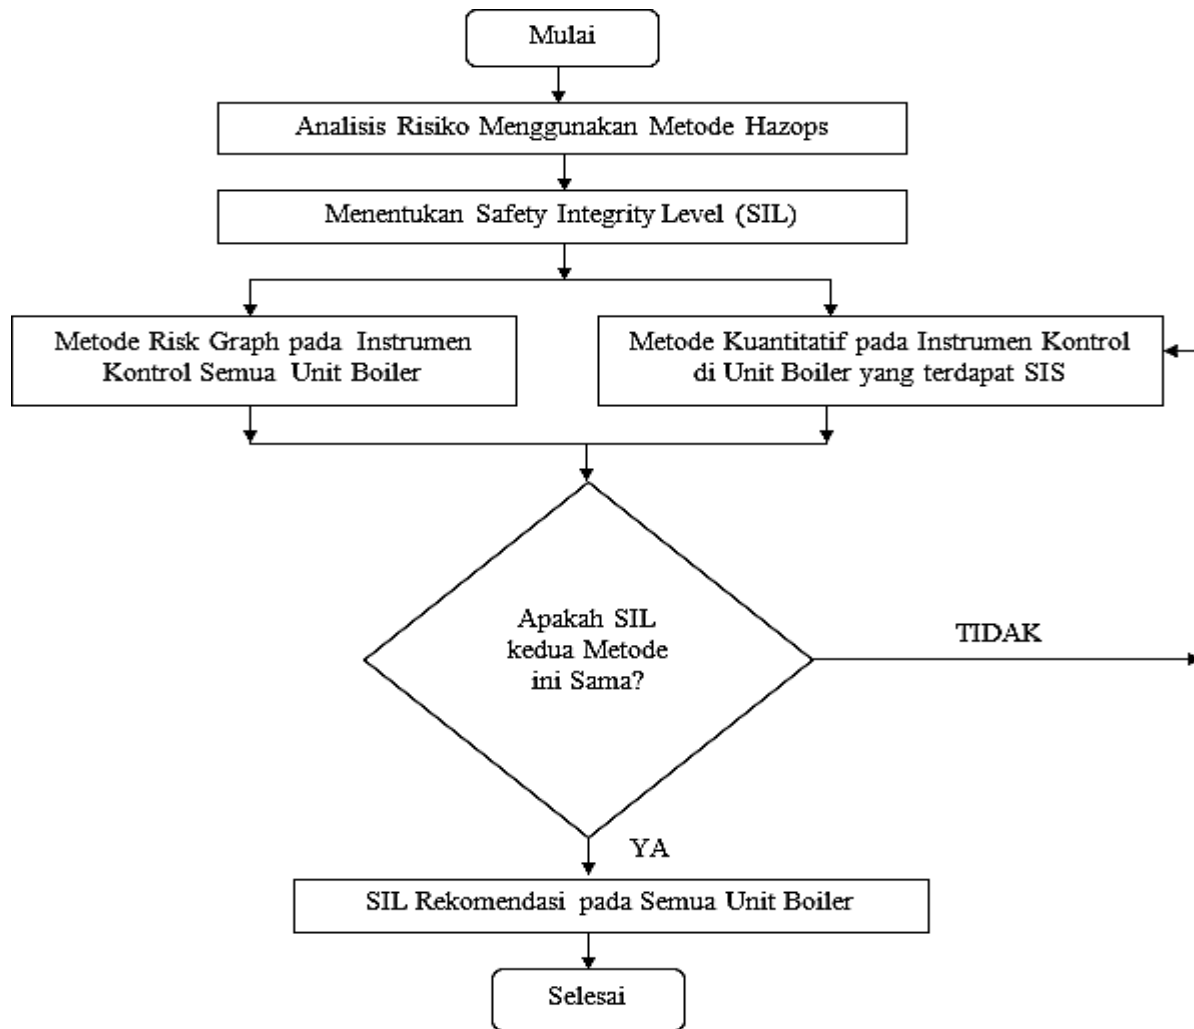 Mulai
Analisis Risiko Menggunakan Metode Hazops
Menentukan Safety Integrity Level (SIL)
Metode Risk Graph pada Instrumen
Kontrol Semua Unit Boiler
Metode Kuantitatif pada Instrumen Kontrol
di Unit Boiler yang terdapat SIS
Apakah SIL
kedua Metode
ini Sama?
TIDAK
YA
SIL Rekomendasi pada Semua Unit Boiler
Selesai